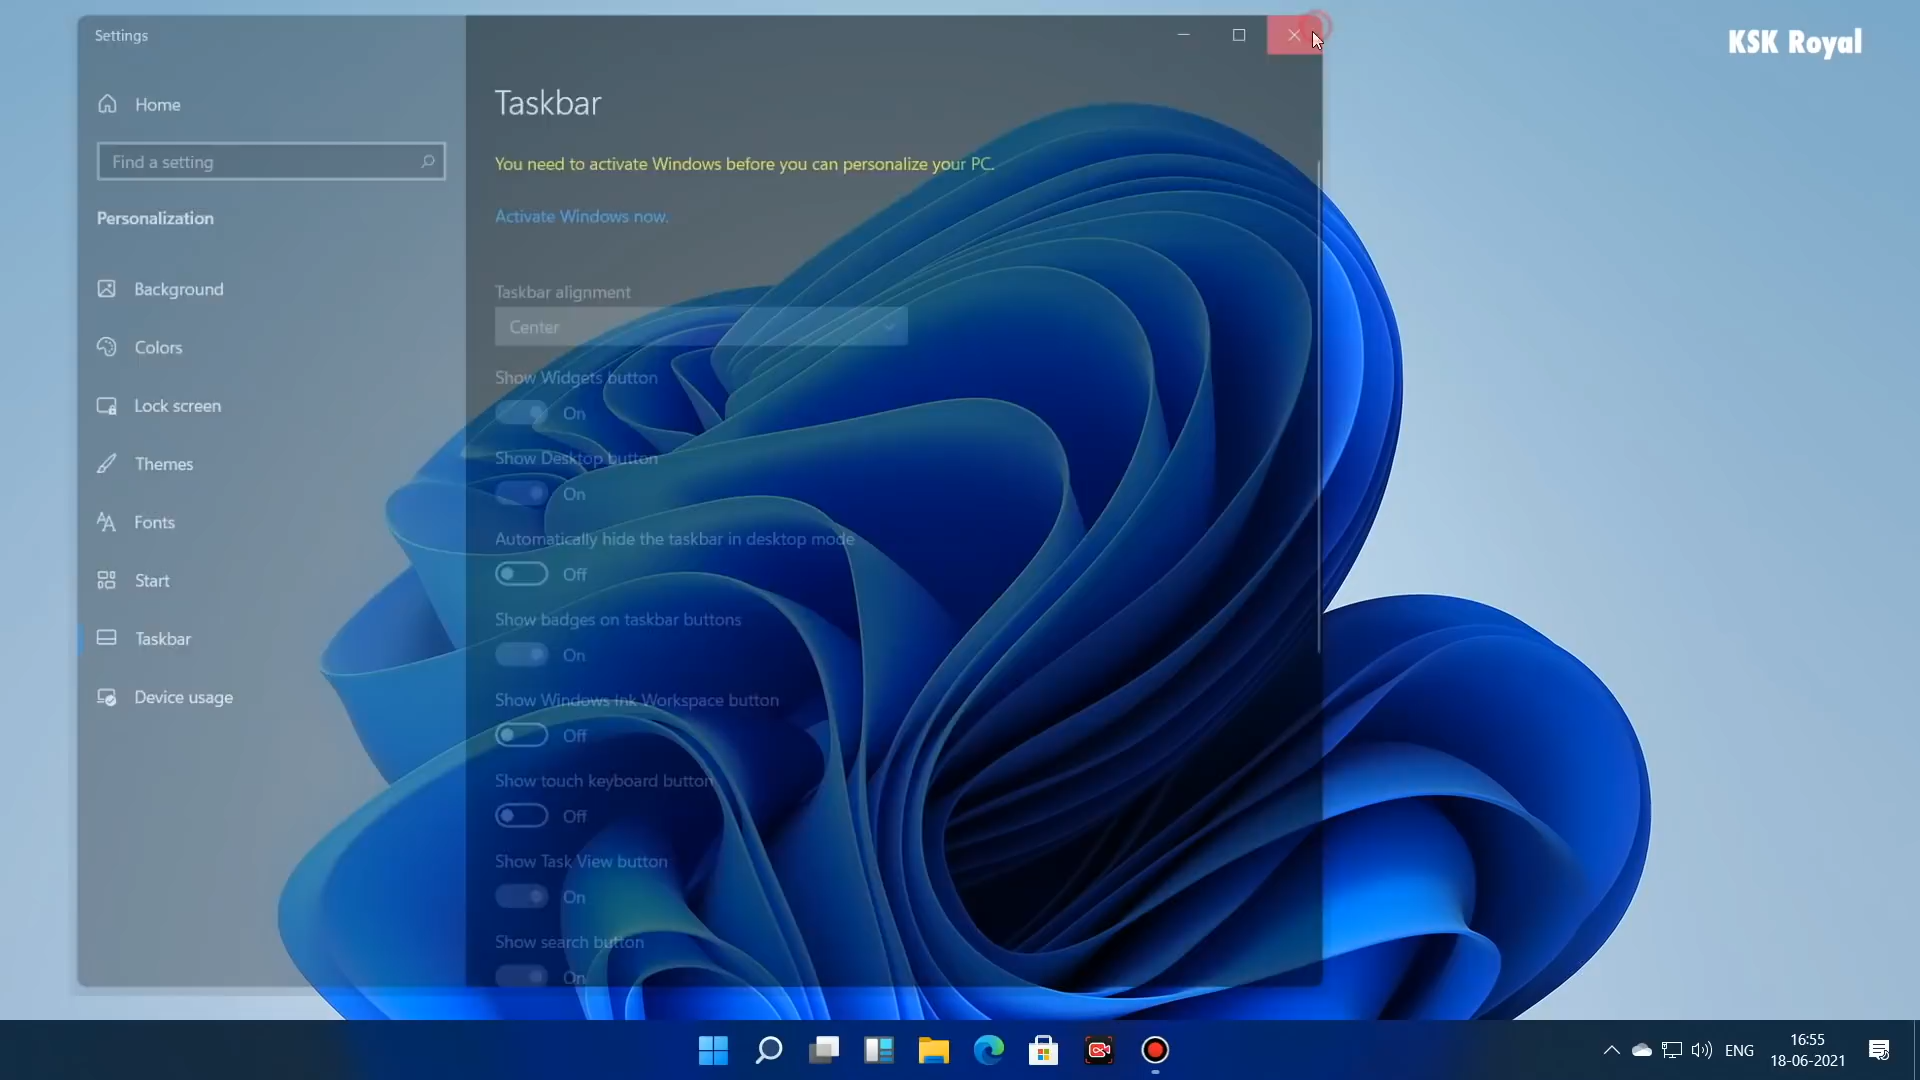 Settings
KSK Royal
Home
Find a setting
Personalization
Background
Colors
Lock screen
Themes
Fonts
Start
Taskbar
Device usage
Taskbar
You need to activate Windows before you can personalize your PC.
Activate Windows now.
Taskbar alignment
Center
Show Widgets button
On
Show Desktop button
On
Automatically hide the taskbar in desktop mode
Off
Show badges on taskbar buttons
On
Show Windows Ink Workspace button
Off
Show touch keyboard button
Off
Show Task View button
On
Show search button
On
ENG
16:55
18-06-2021